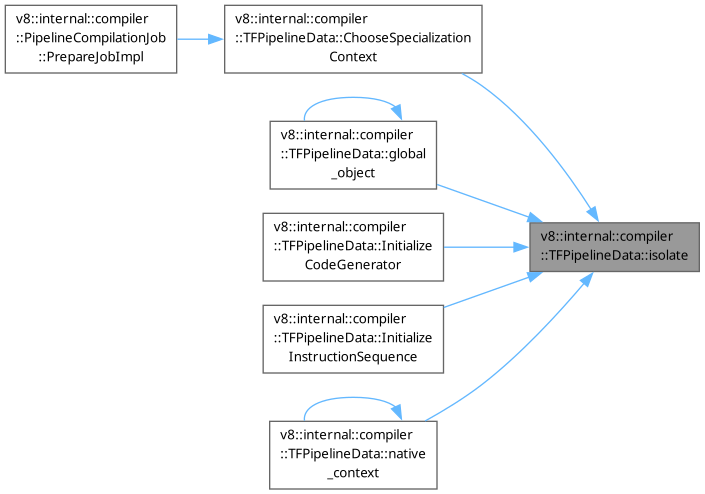 v8::internal::compiler
::PipelineCompilationJob
::PrepareJobImpl
v8::internal::compiler
::TFPipelineData::ChooseSpecialization
Context
v8::internal::compiler
::TFPipelineData::global
_object
v8::internal::compiler
::TFPipelineData::Initialize
CodeGenerator
v8::internal::compiler
::TFPipelineData::isolate
v8::internal::compiler
::TFPipelineData::Initialize
InstructionSequence
v8::internal::compiler
::TFPipelineData::native
_context